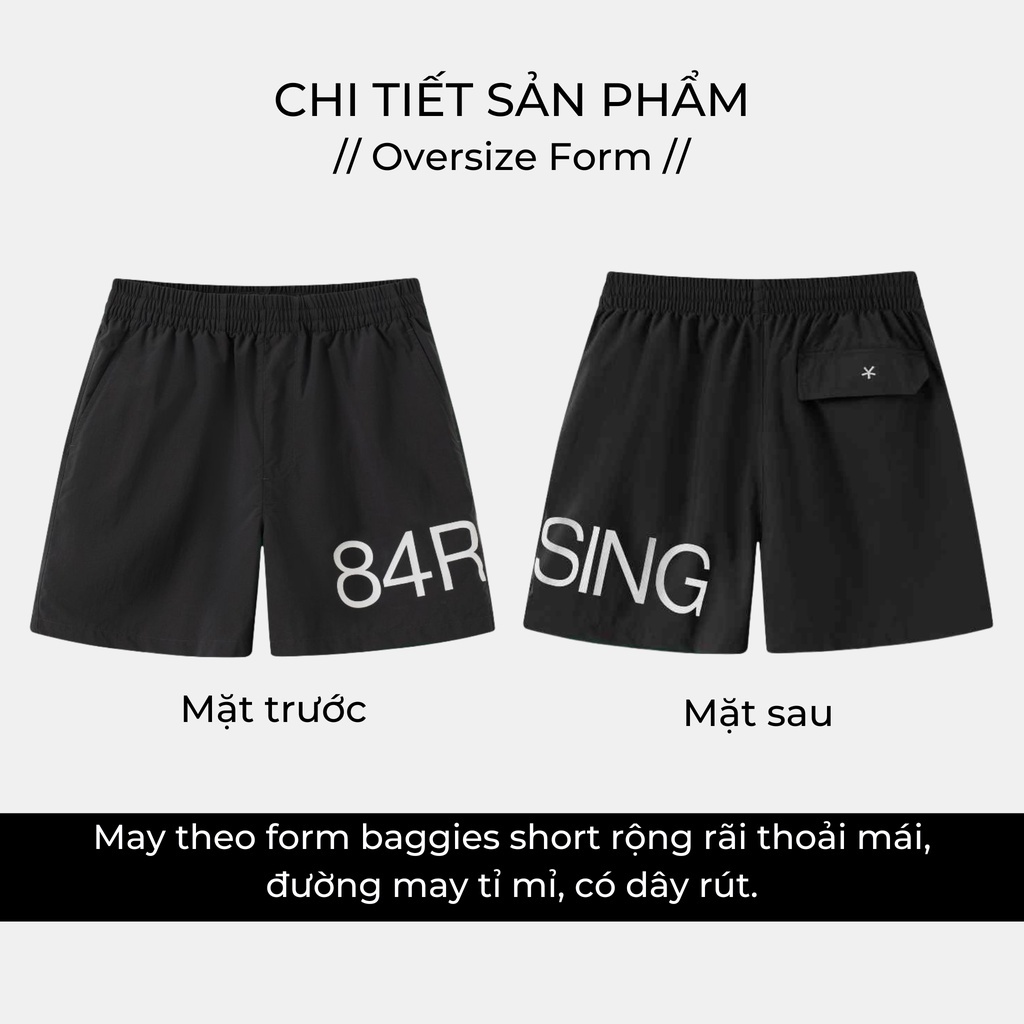 CHI TIẾT SẢN PHẨM
// Oversize Form //
84R
SING
Mặt trước
Mặt sau
May theo form baggies short rộng rãi thoải mái,
đường may tỉ mỉ, có dây rút.